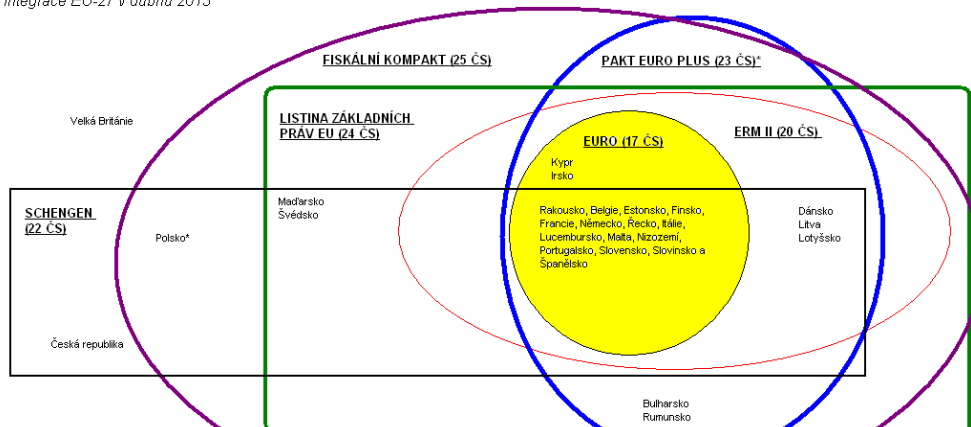 integrace EU-27 v dubnu 2013
FISKÁLNÍ KOMPAKT (25 ČS)
PAKT EURO PLUS (23 ČS)*
Velká Británie
LISTINA ZÁKLADNÍCH
PRÁV EU (24 ČS)
EURO (17 ČS)
ERM II (20 ČS)
Kypr
Irsko
SCHENGEN
(22 ČS)
Maďarsko
Švédsko
Polsko*
Rakousko, Belgie, Estonsko, Finsko,
Francie, Německo, Řecko, Itálie,
Lucembursko, Malta, Nizozemí,
Portugalsko, Slovensko, Slovinsko a
Španělsko
Dánsko
Litva
Lotyšsko
Česká republika
Bulharsko
Rumunsko